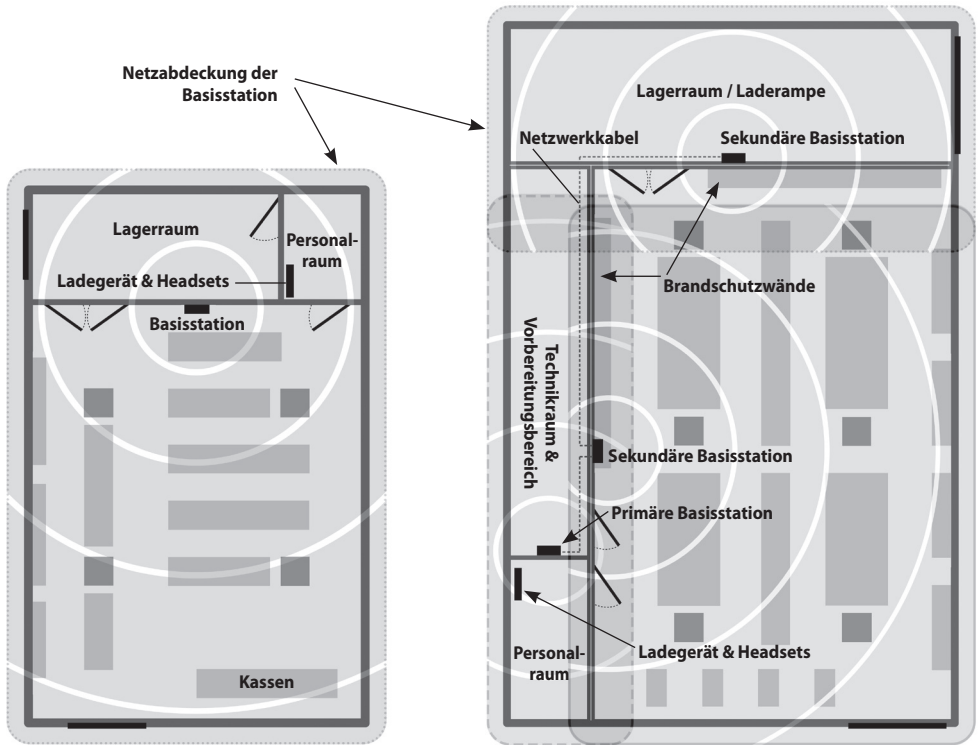 Netzabdeckung der
Basisstation
Lagerraum
Personal-
raum
Ladegerät & Headsets
Basisstation
Kassen
Lagerraum / Laderampe
Netzwerkkabel
Sekundäre Basisstation
Brandschutzwände
Technikraum &
Vorbereitungsbereich
Sekundäre Basisstation
Primäre Basisstation
Ladegerät & Headsets
Personal-
raum